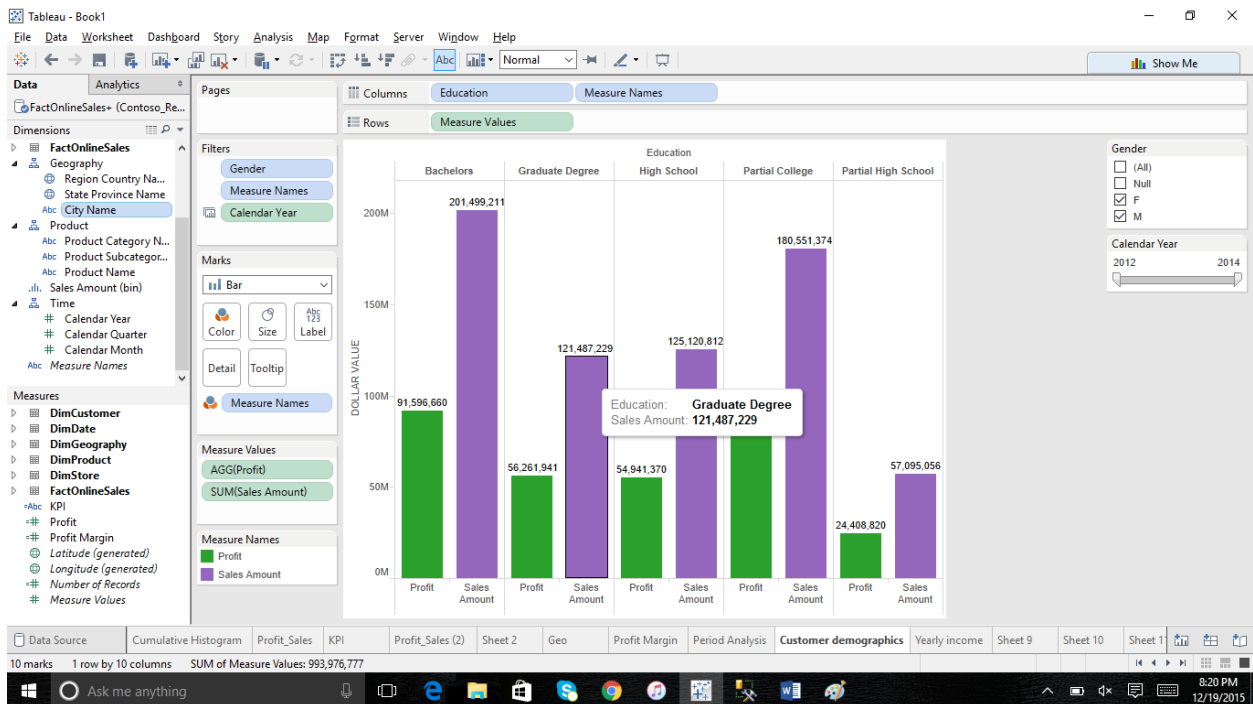 Tableau - Book1
File Data Worksheet Dashboard Story Analysis Map Format Server Window Help
Abc Normal Show Me
Data Analytics
FactOnlineSales+ (Contoso_Re...
Dimensions
FactOnlineSales
Geography
Region Country Na...
State Province Name
Abc City Name
Product
Abc Product Category N...
Abc Product Subcategor...
Abc Product Name
Sales Amount (bin)
Time
# Calendar Year
# Calendar Quarter
# Calendar Month
Abc Measure Names
Measures
DimCustomer
DimDate
DimGeography
DimProduct
DimStore
FactOnlineSales
=Abc KPI
=# Profit
=# Profit Margin
Latitude (generated)
Longitude (generated)
=# Number of Records
# Measure Values
Pages
Filters
Gender
Measure Names
Calendar Year
Marks
Bar
Color Size Abc 123 Label
Detail Tooltip
Measure Names
Measure Values
AGG(Profit)
SUM(Sales Amount)
Measure Names
Profit
Sales Amount
Columns Education Measure Names
Rows Measure Values
Education
Bachelors Graduate Degree High School Partial College Partial High School
DOLLAR VALUE
200M
150M
100M
50M
0M
91,596,660
201,499,211
56,261,941
121,487,229
54,941,370
125,120,812
180,551,374
24,408,820
57,095,056
Education: Graduate Degree
Sales Amount: 121,487,229
Profit Sales Amount Profit Sales Amount Profit Sales Amount Profit Sales Amount Profit Sales Amount
Gender
(All)
Null
F
M
Calendar Year
2012 2014
Data Source Cumulative Histogram Profit_Sales KPI Profit_Sales (2) Sheet 2 Geo Profit Margin Period Analysis Customer demographics Yearly income Sheet 9 Sheet 10 Sheet 1
10 marks 1 row by 10 columns SUM of Measure Values: 993,976,777
Ask me anything
8:20 PM
12/19/2015